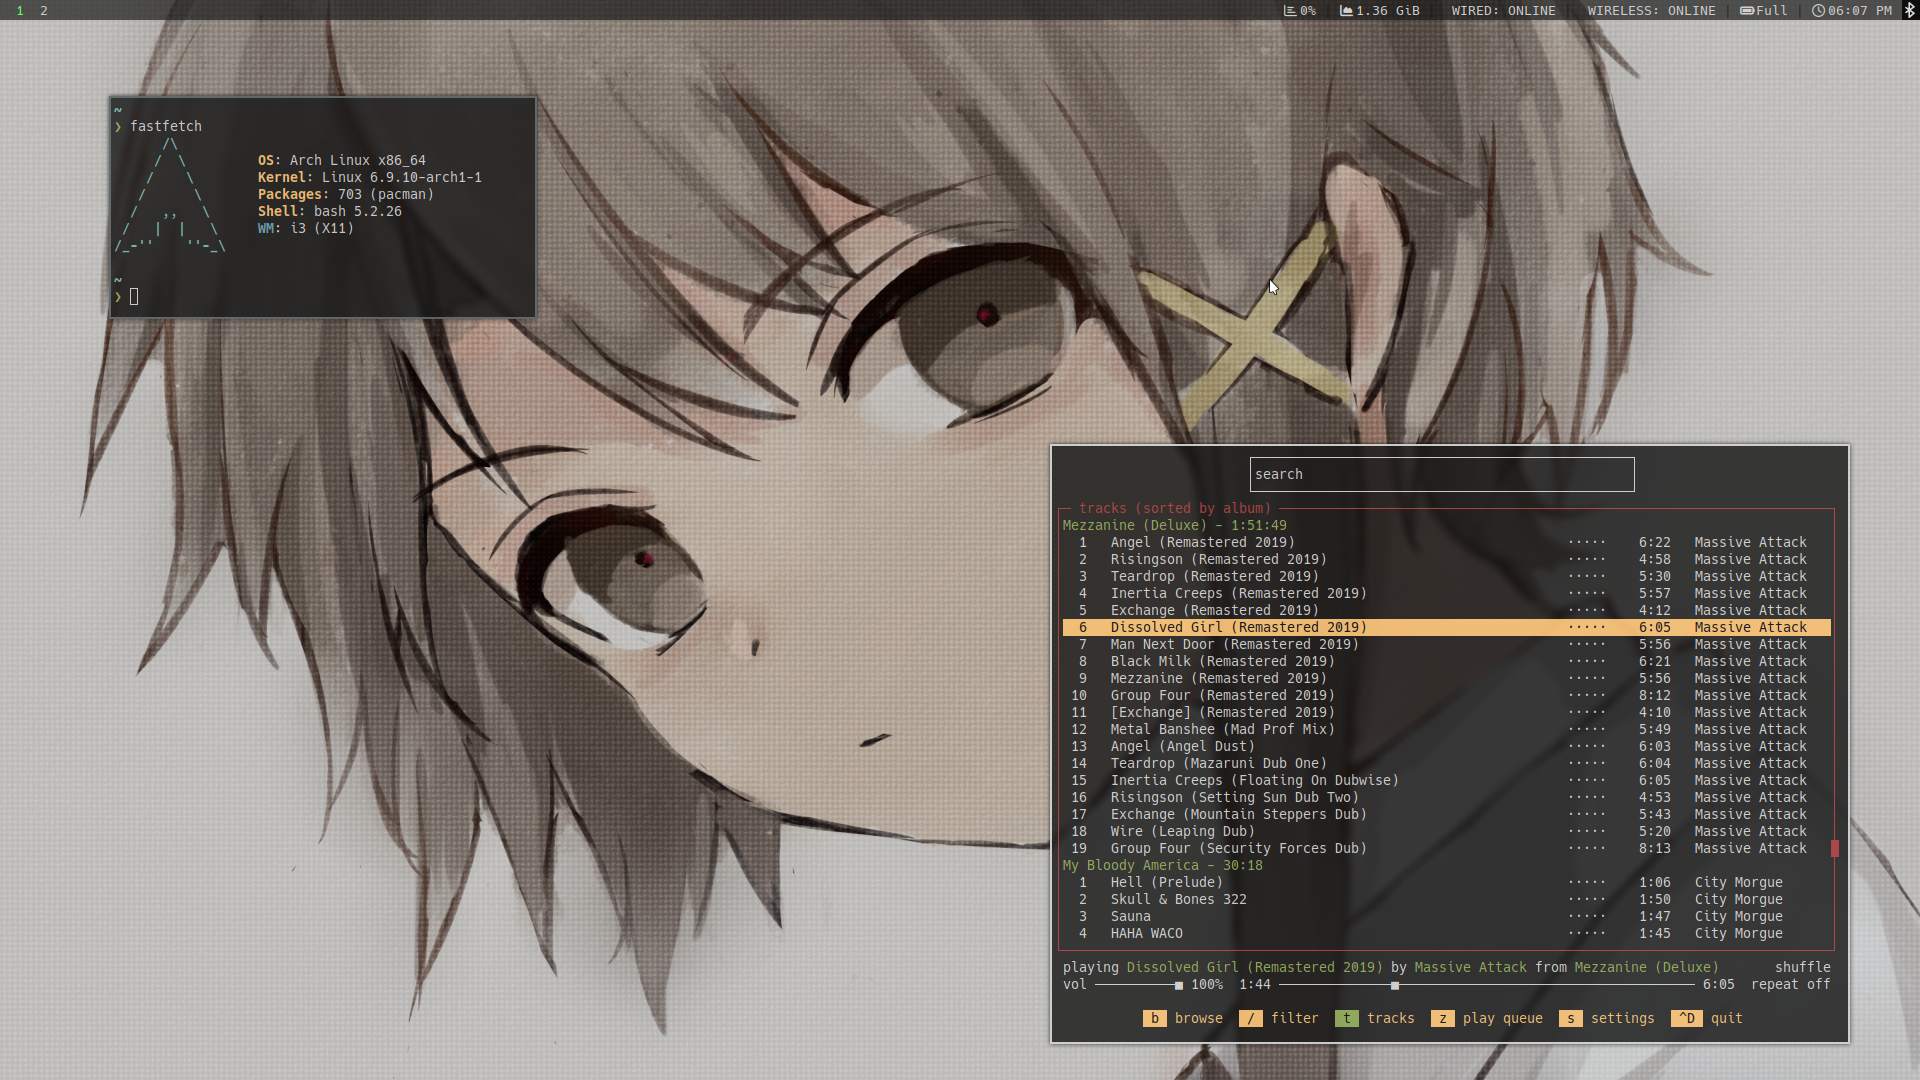 1 2 0% 1.36 GiB | WIRED: ONLINE | WIRELESS: ONLINE | Full | 06:07 PM
~
❯ fastfetch
OS: Arch Linux x86_64
Kernel: Linux 6.9.10-arch1-1
Packages: 703 (pacman)
Shell: bash 5.2.26
WM: i3 (X11)
~
❯
search
tracks (sorted by album)
Mezzanine (Deluxe) - 1:51:49
1 Angel (Remastered 2019) ····· 6:22 Massive Attack
2 Risingson (Remastered 2019) ····· 4:58 Massive Attack
3 Teardrop (Remastered 2019) ····· 5:30 Massive Attack
4 Inertia Creeps (Remastered 2019) ····· 5:57 Massive Attack
5 Exchange (Remastered 2019) ····· 4:12 Massive Attack
6 Dissolved Girl (Remastered 2019) ····· 6:05 Massive Attack
7 Man Next Door (Remastered 2019) ····· 5:56 Massive Attack
8 Black Milk (Remastered 2019) ····· 6:21 Massive Attack
9 Mezzanine (Remastered 2019) ····· 5:56 Massive Attack
10 Group Four (Remastered 2019) ····· 8:12 Massive Attack
11 [Exchange] (Remastered 2019) ····· 4:10 Massive Attack
12 Metal Banshee (Mad Prof Mix) ····· 5:49 Massive Attack
13 Angel (Angel Dust) ····· 6:03 Massive Attack
14 Teardrop (Mazaruni Dub One) ····· 6:04 Massive Attack
15 Inertia Creeps (Floating On Dubwise) ····· 6:05 Massive Attack
16 Risingson (Setting Sun Dub Two) ····· 4:53 Massive Attack
17 Exchange (Mountain Steppers Dub) ····· 5:43 Massive Attack
18 Wire (Leaping Dub) ····· 5:20 Massive Attack
19 Group Four (Security Forces Dub) ····· 8:13 Massive Attack
My Bloody America - 30:18
1 Hell (Prelude) ····· 1:06 City Morgue
2 Skull & Bones 322 ····· 1:50 City Morgue
3 Sauna ····· 1:47 City Morgue
4 HAHA WACO ····· 1:45 City Morgue
playing Dissolved Girl (Remastered 2019) by Massive Attack from Mezzanine (Deluxe) shuffle
vol 100% 1:44 6:05 repeat off
b browse / filter t tracks z play queue s settings ^D quit